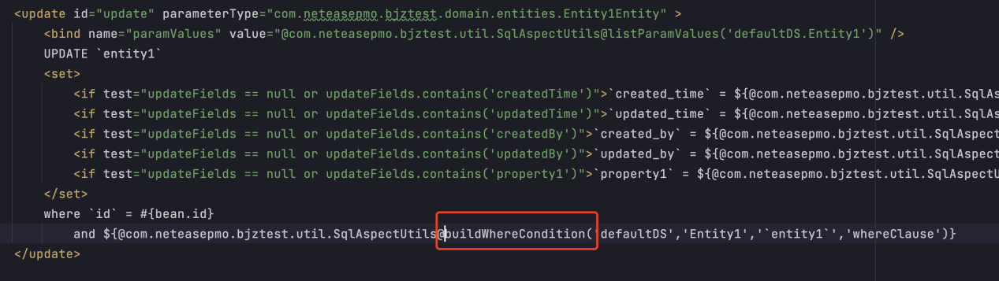 <update id="update" parameterType="com.neteasepmo.bjztest.domain.entities.Entity1Entity" >
<bind name="paramValues" value="@com.neteasepmo.bjztest.util.SqlAspectUtils@listParamValues('defaultDS.Entity1')" />
UPDATE `entity1`
<set>
<if test="updateFields == null or updateFields.contains('createdTime')">`created_time` = ${@com.neteasepmo.bjztest.util.SqlAs
<if test="updateFields == null or updateFields.contains('updatedTime')">`updated_time` = ${@com.neteasepmo.bjztest.util.SqlAs
<if test="updateFields == null or updateFields.contains('createdBy')">`created_by` = ${@com.neteasepmo.bjztest.util.SqlAspect
<if test="updateFields == null or updateFields.contains('updatedBy')">`updated_by` = ${@com.neteasepmo.bjztest.util.SqlAspect
<if test="updateFields == null or updateFields.contains('property1')">`property1` = ${@com.neteasepmo.bjztest.util.SqlAspectU
</set>
where `id` = #{bean.id}
and ${@com.neteasepmo.bjztest.util.SqlAspectUtils@buildWhereCondition('defaultDS','Entity1','`entity1`','whereClause')}
</update>